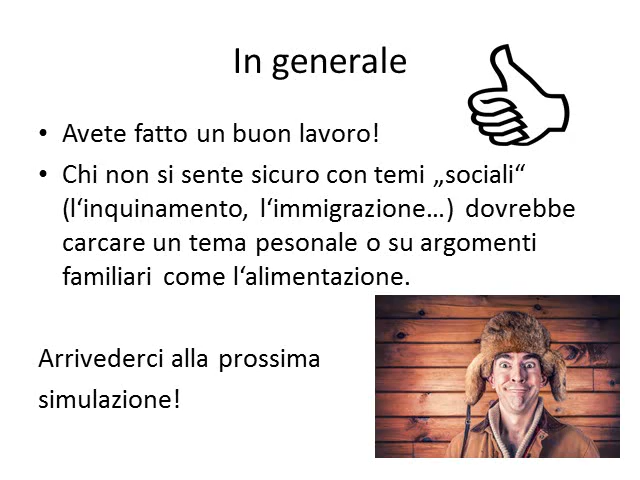 In generale
• Avete fatto un buon lavoro!
• Chi non si sente sicuro con temi „sociali“
(l‘inquinamento, l‘immigrazione…) dovrebbe
carcare un tema pesonale o su argomenti
familiari come l‘alimentazione.
Arrivederci alla prossima
simulazione!